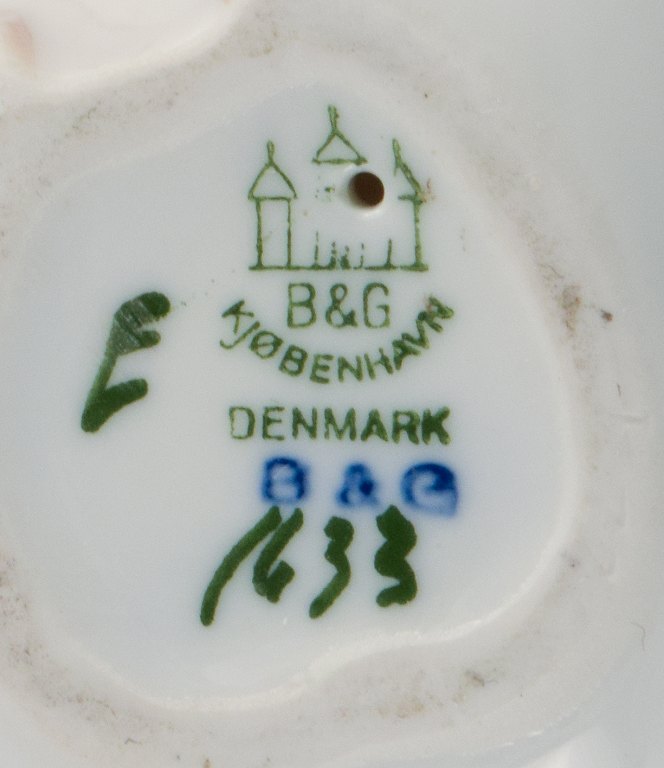 B&G
KJØBENHAVN
E
DENMARK
B & G
1633